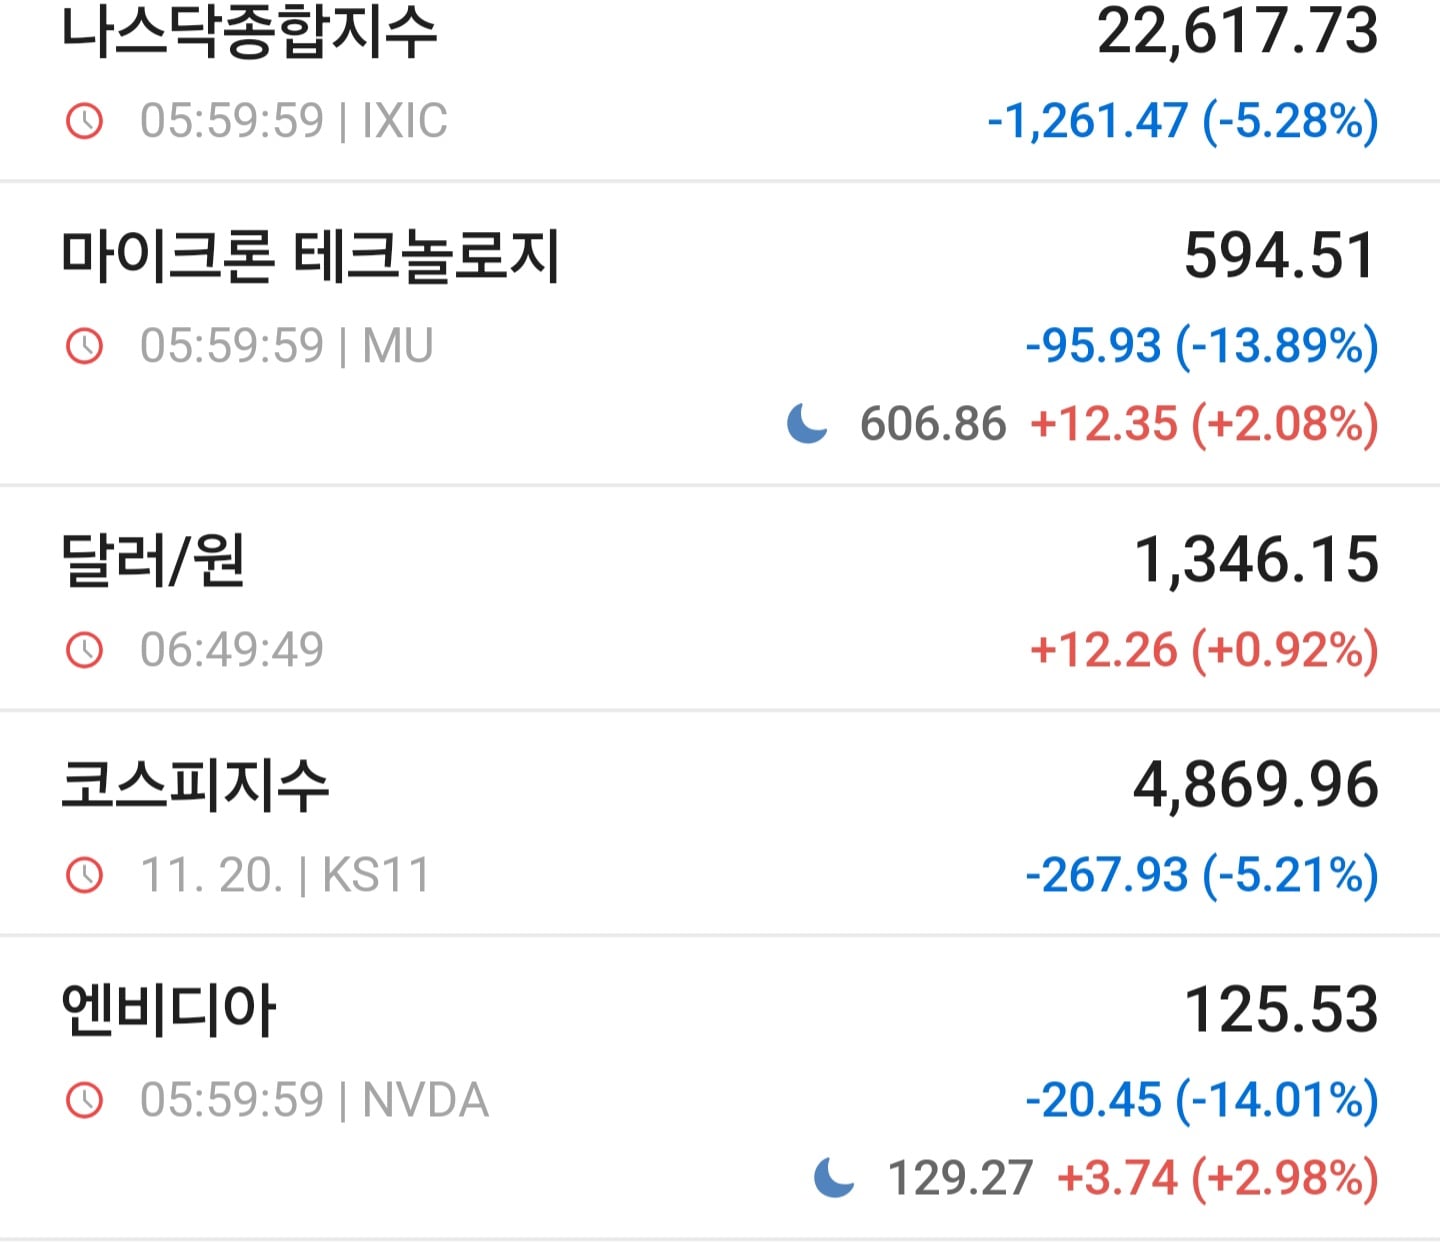 나스닥종합지수 22,617.73
05:59:59 | IXIC -1,261.47 (-5.28%)
마이크론 테크놀로지 594.51
05:59:59 | MU -95.93 (-13.89%)
606.86 +12.35 (+2.08%)
달러/원 1,346.15
06:49:49 +12.26 (+0.92%)
코스피지수 4,869.96
11. 20. | KS11 -267.93 (-5.21%)
엔비디아 125.53
05:59:59 | NVDA -20.45 (-14.01%)
129.27 +3.74 (+2.98%)